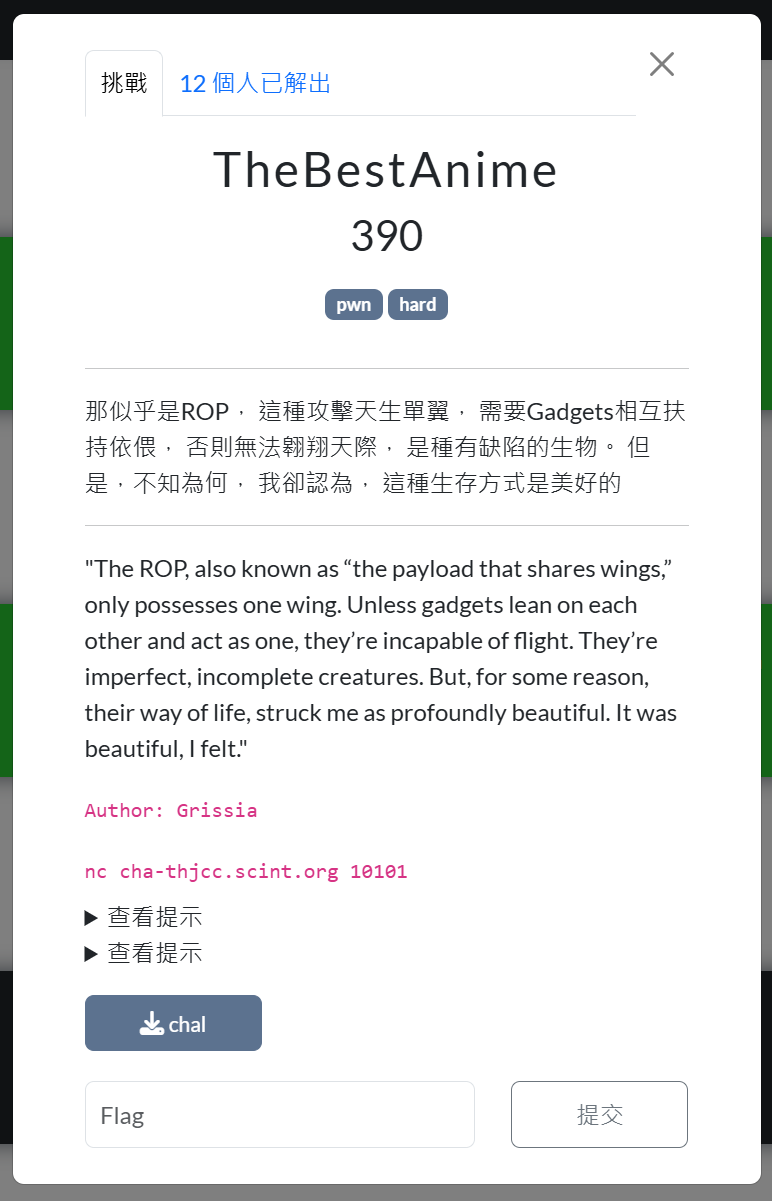 挑戰
12 個人已解出
TheBestAnime
390
pwn hard
那似乎是ROP， 這種攻擊天生單翼， 需要Gadgets相互扶
持依偎， 否則無法翱翔天際， 是種有缺陷的生物。 但
是，不知為何， 我卻認為， 這種生存方式是美好的
"The ROP, also known as “the payload that shares wings,”
only possesses one wing. Unless gadgets lean on each
other and act as one, they’re incapable of flight. They’re
imperfect, incomplete creatures. But, for some reason,
their way of life, struck me as profoundly beautiful. It was
beautiful, I felt."
Author: Grissia
nc cha-thjcc.scint.org 10101
查看提示
查看提示
chal
Flag
提交